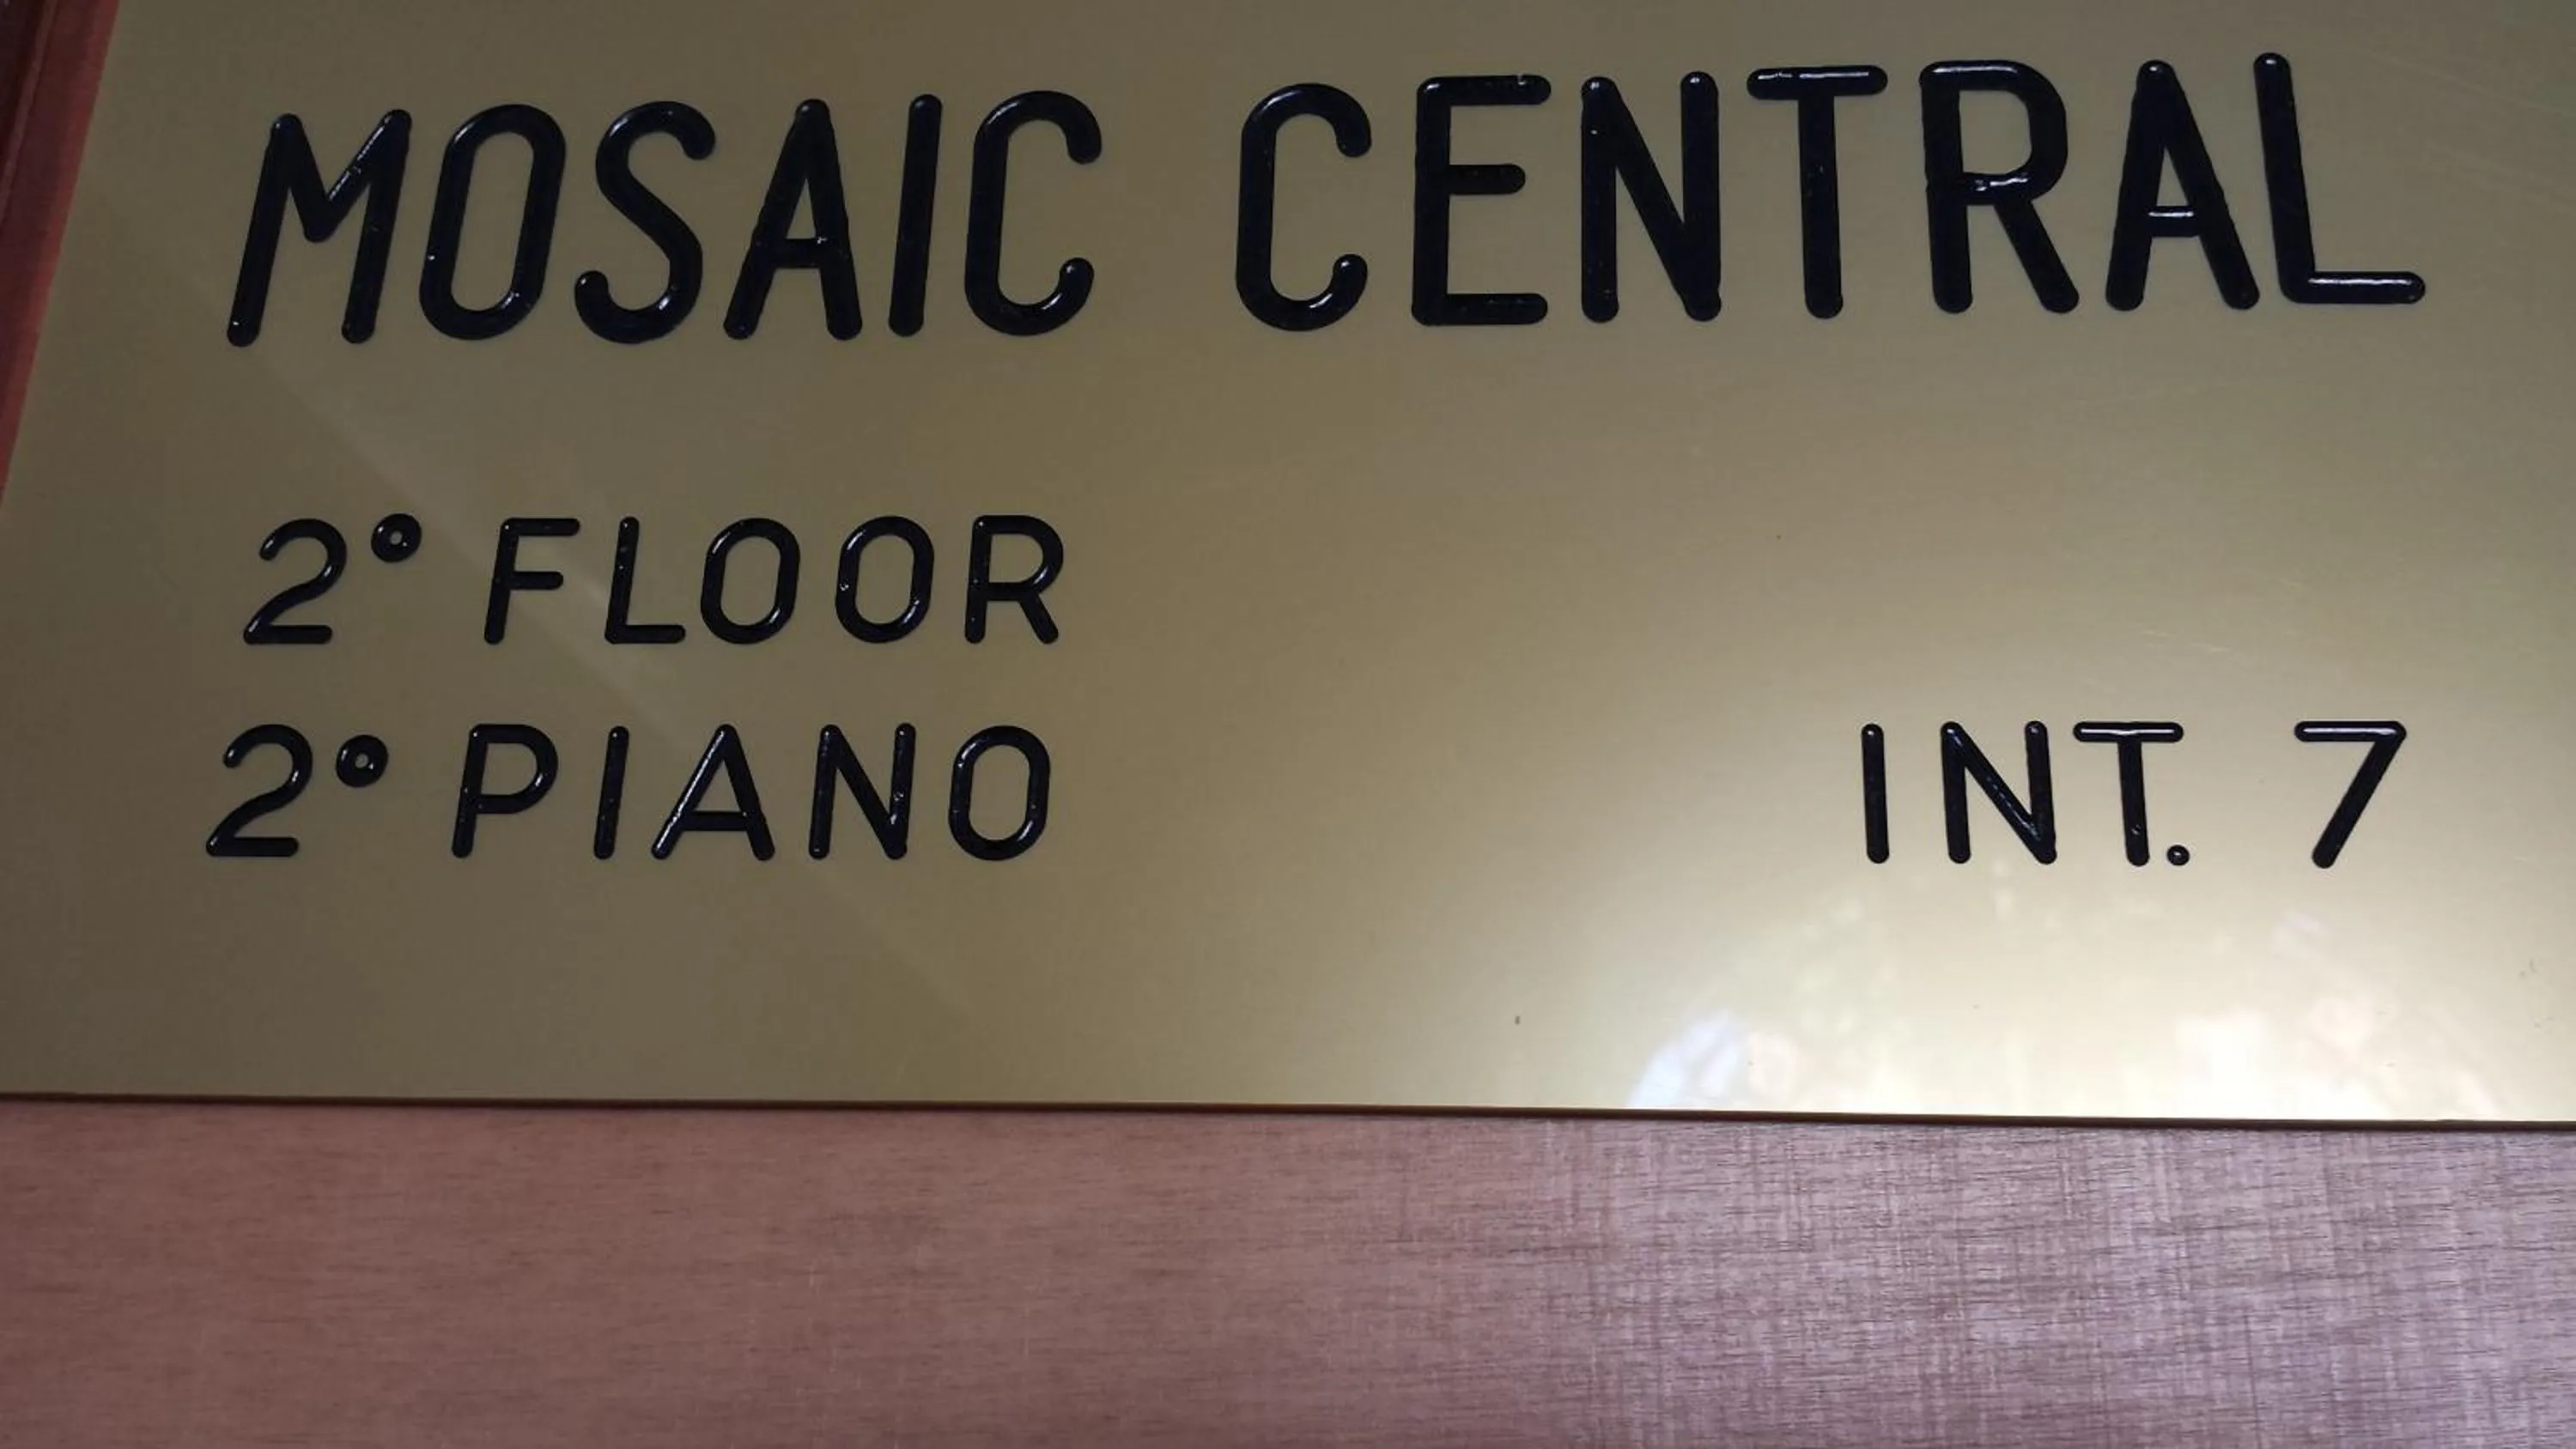 MOSAIC CENTRAL
2° FLOOR
2° PIANO INT. 7